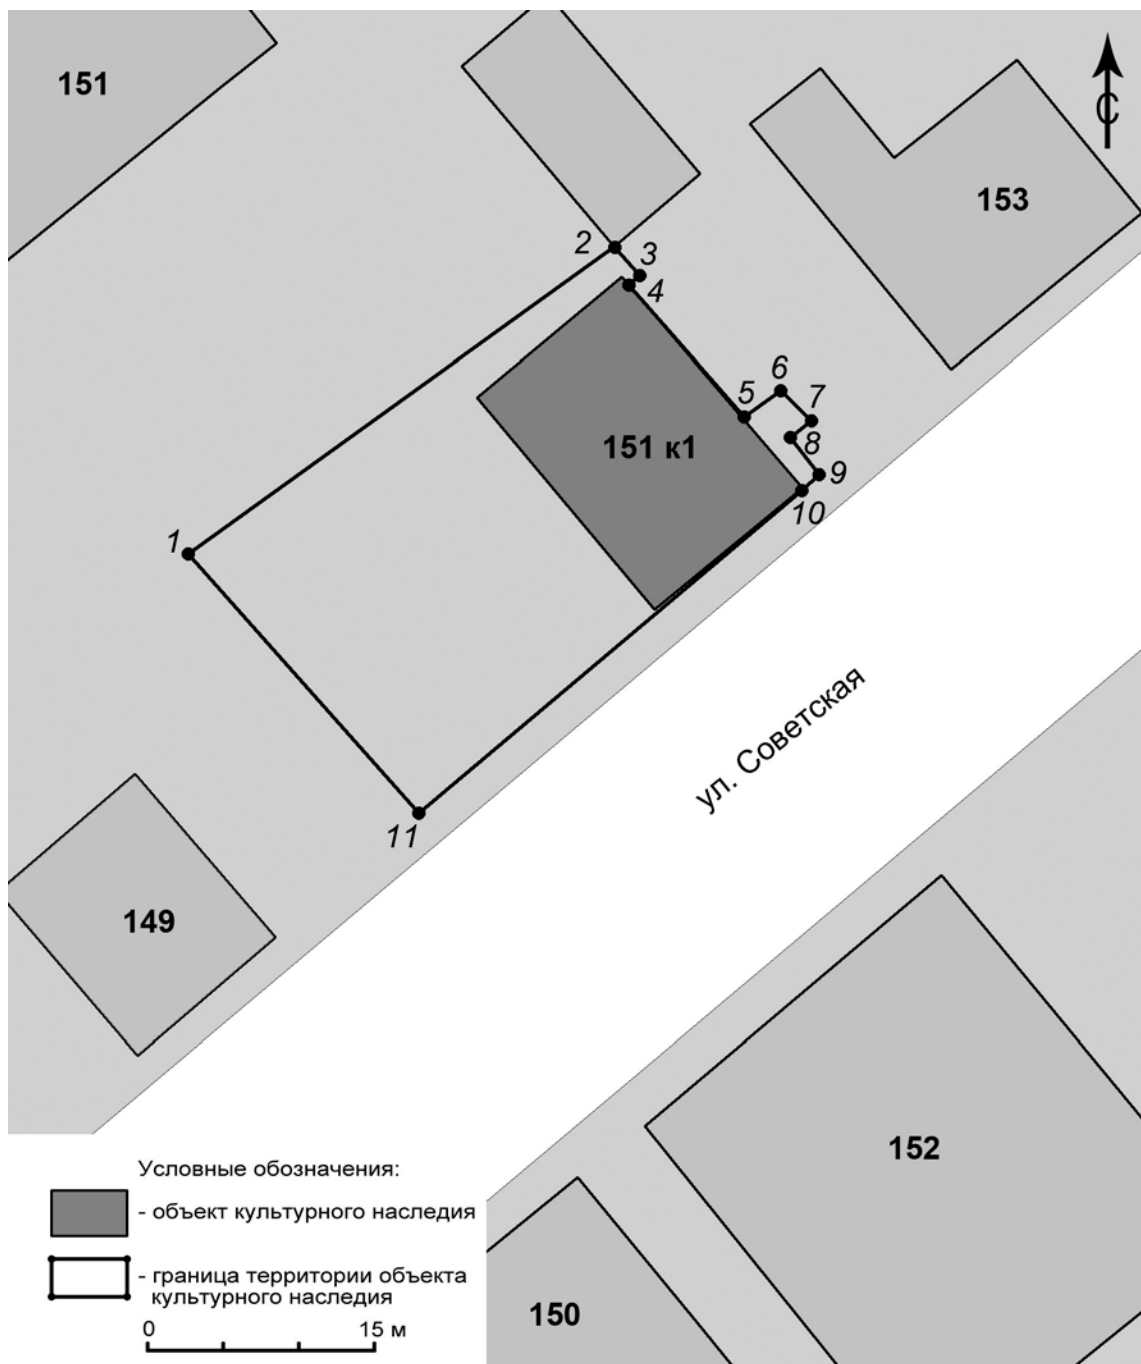 151
С
153
2
3
4
6
5
7
151 к1
8
9
10
1
ул. Советская
11
149
152
Условные обозначения:
- объект культурного наследия
- граница территории объекта
культурного наследия
0 15 м
150